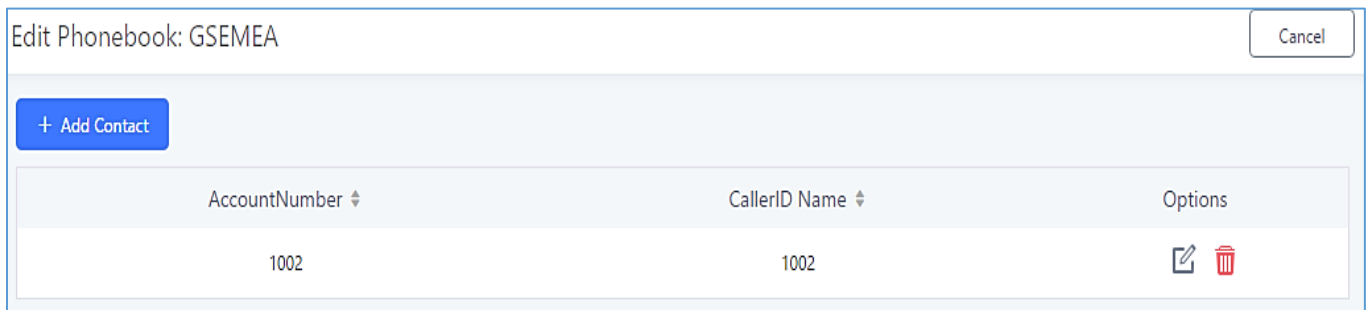 Edit Phonebook: GSEMEA Cancel
+ Add Contact
AccountNumber CallerID Name Options
1002 1002